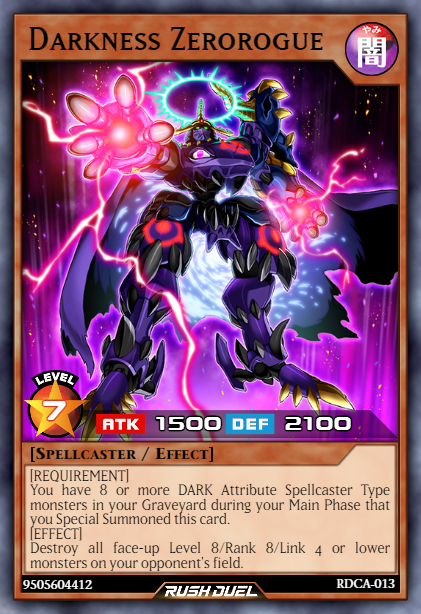 Darkness Zerorogue
やみ
闇
LEVEL
7
ATK 1500 DEF 2100
[Spellcaster / Effect]
[REQUIREMENT]
You have 8 or more DARK Attribute Spellcaster Type
monsters in your Graveyard during your Main Phase that
you Special Summoned this card.
[EFFECT]
Destroy all face-up Level 8/Rank 8/Link 4 or lower
monsters on your opponent's field.
9505604412
RUSH DUEL
RDCA-013